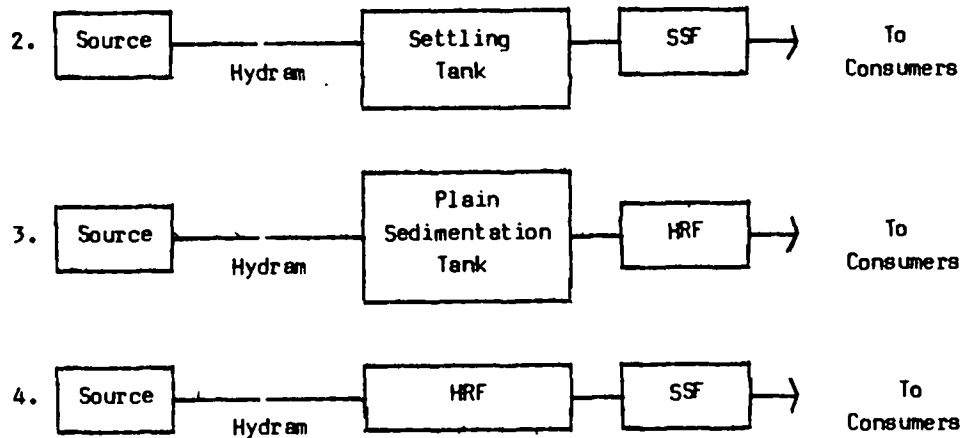 2. Source Hydram Settling Tank SSF To Consumers
3. Source Hydram Plain Sedimentation Tank HRF To Consumers
4. Source Hydram HRF SSF To Consumers